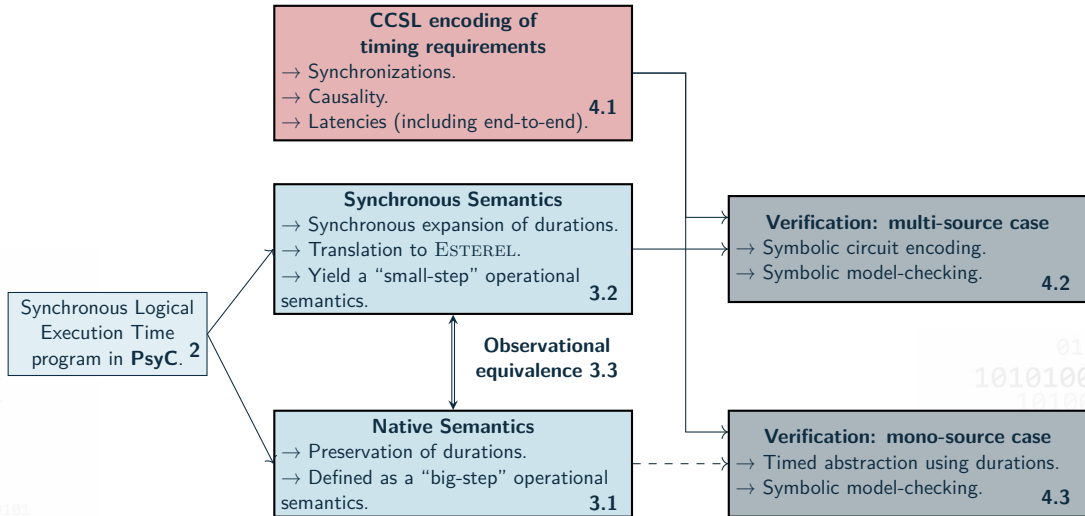 CCSL encoding of
timing requirements
→ Synchronizations.
→ Causality.
→ Latencies (including end-to-end).
4.1
Synchronous Semantics
→ Synchronous expansion of durations.
→ Translation to ESTEREL.
→ Yield a “small-step” operational
semantics.
3.2
Verification: multi-source case
→ Symbolic circuit encoding.
→ Symbolic model-checking.
4.2
Synchronous Logical
Execution Time
program in PsyC. 2
Observational
equivalence 3.3
Native Semantics
→ Preservation of durations.
→ Defined as a “big-step” operational
semantics.
3.1
Verification: mono-source case
→ Timed abstraction using durations.
→ Symbolic model-checking.
4.3
01
1010100
10100
0101